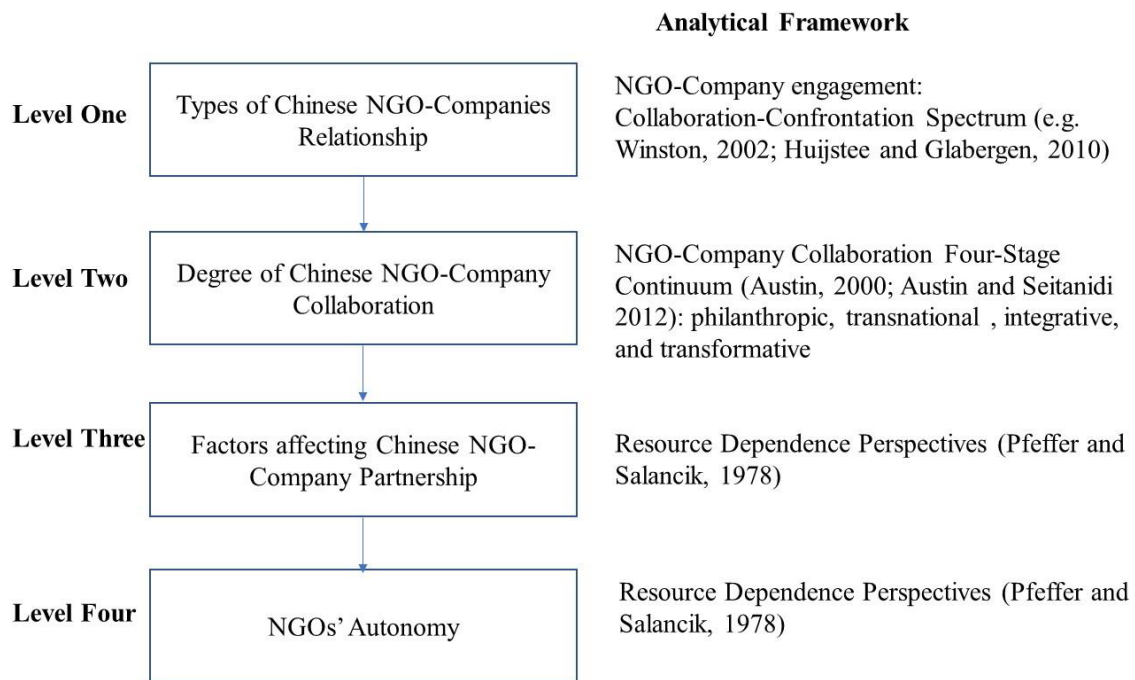 Analytical Framework
Level One
Types of Chinese NGO-Companies
Relationship
NGO-Company engagement:
Collaboration-Confrontation Spectrum (e.g.
Winston, 2002; Huijstee and Glabergen, 2010)
Level Two
Degree of Chinese NGO-Company
Collaboration
NGO-Company Collaboration Four-Stage
Continuum (Austin, 2000; Austin and Seitanidi
2012): philanthropic, transnational , integrative,
and transformative
Level Three
Factors affecting Chinese NGO-
Company Partnership
Resource Dependence Perspectives (Pfeffer and
Salancik, 1978)
Level Four
NGOs' Autonomy
Resource Dependence Perspectives (Pfeffer and
Salancik, 1978)